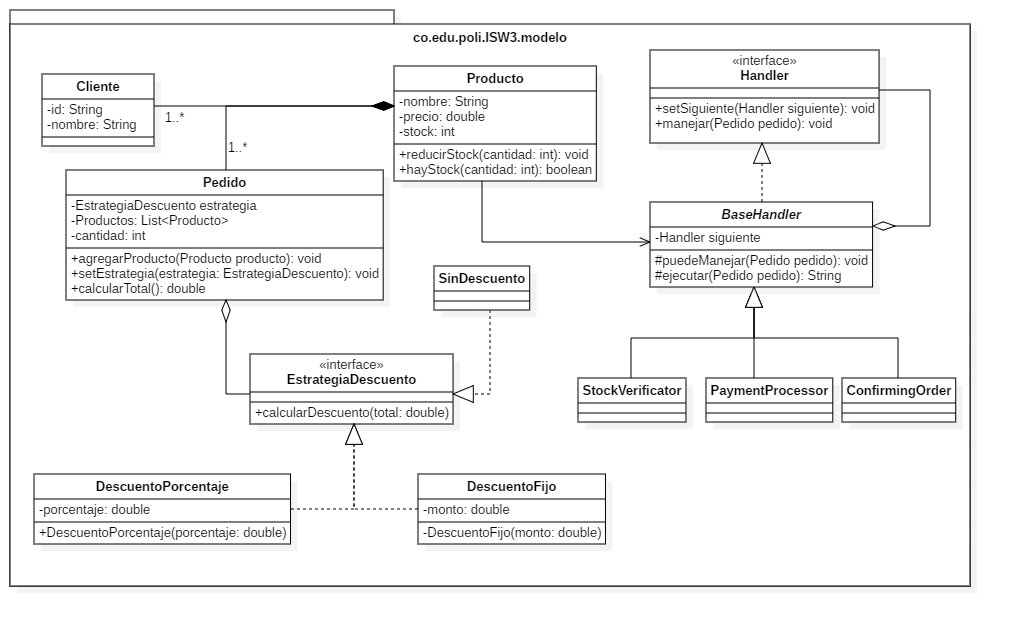 co.edu.poli.ISW3.modelo
Cliente
-id: String
-nombre: String
1..*
1..*
Producto
-nombre: String
-precio: double
-stock: int
+reducirStock(cantidad: int): void
+hayStock(cantidad: int): boolean
«interface»
Handler
+setSiguiente(Handler siguiente): void
+manejar(Pedido pedido): void
Pedido
-EstrategiaDescuento estrategia
-Productos: List<Producto>
-cantidad: int
+agregarProducto(Producto producto): void
+setEstrategia(estrategia: EstrategiaDescuento): void
+calcularTotal(): double
BaseHandler
-Handler siguiente
#puedeManejar(Pedido pedido): void
#ejecutar(Pedido pedido): String
SinDescuento
«interface»
EstrategiaDescuento
+calcularDescuento(total: double)
StockVerificator
PaymentProcessor
ConfirmingOrder
DescuentoPorcentaje
-porcentaje: double
+DescuentoPorcentaje(porcentaje: double)
DescuentoFijo
-monto: double
-DescuentoFijo(monto: double)